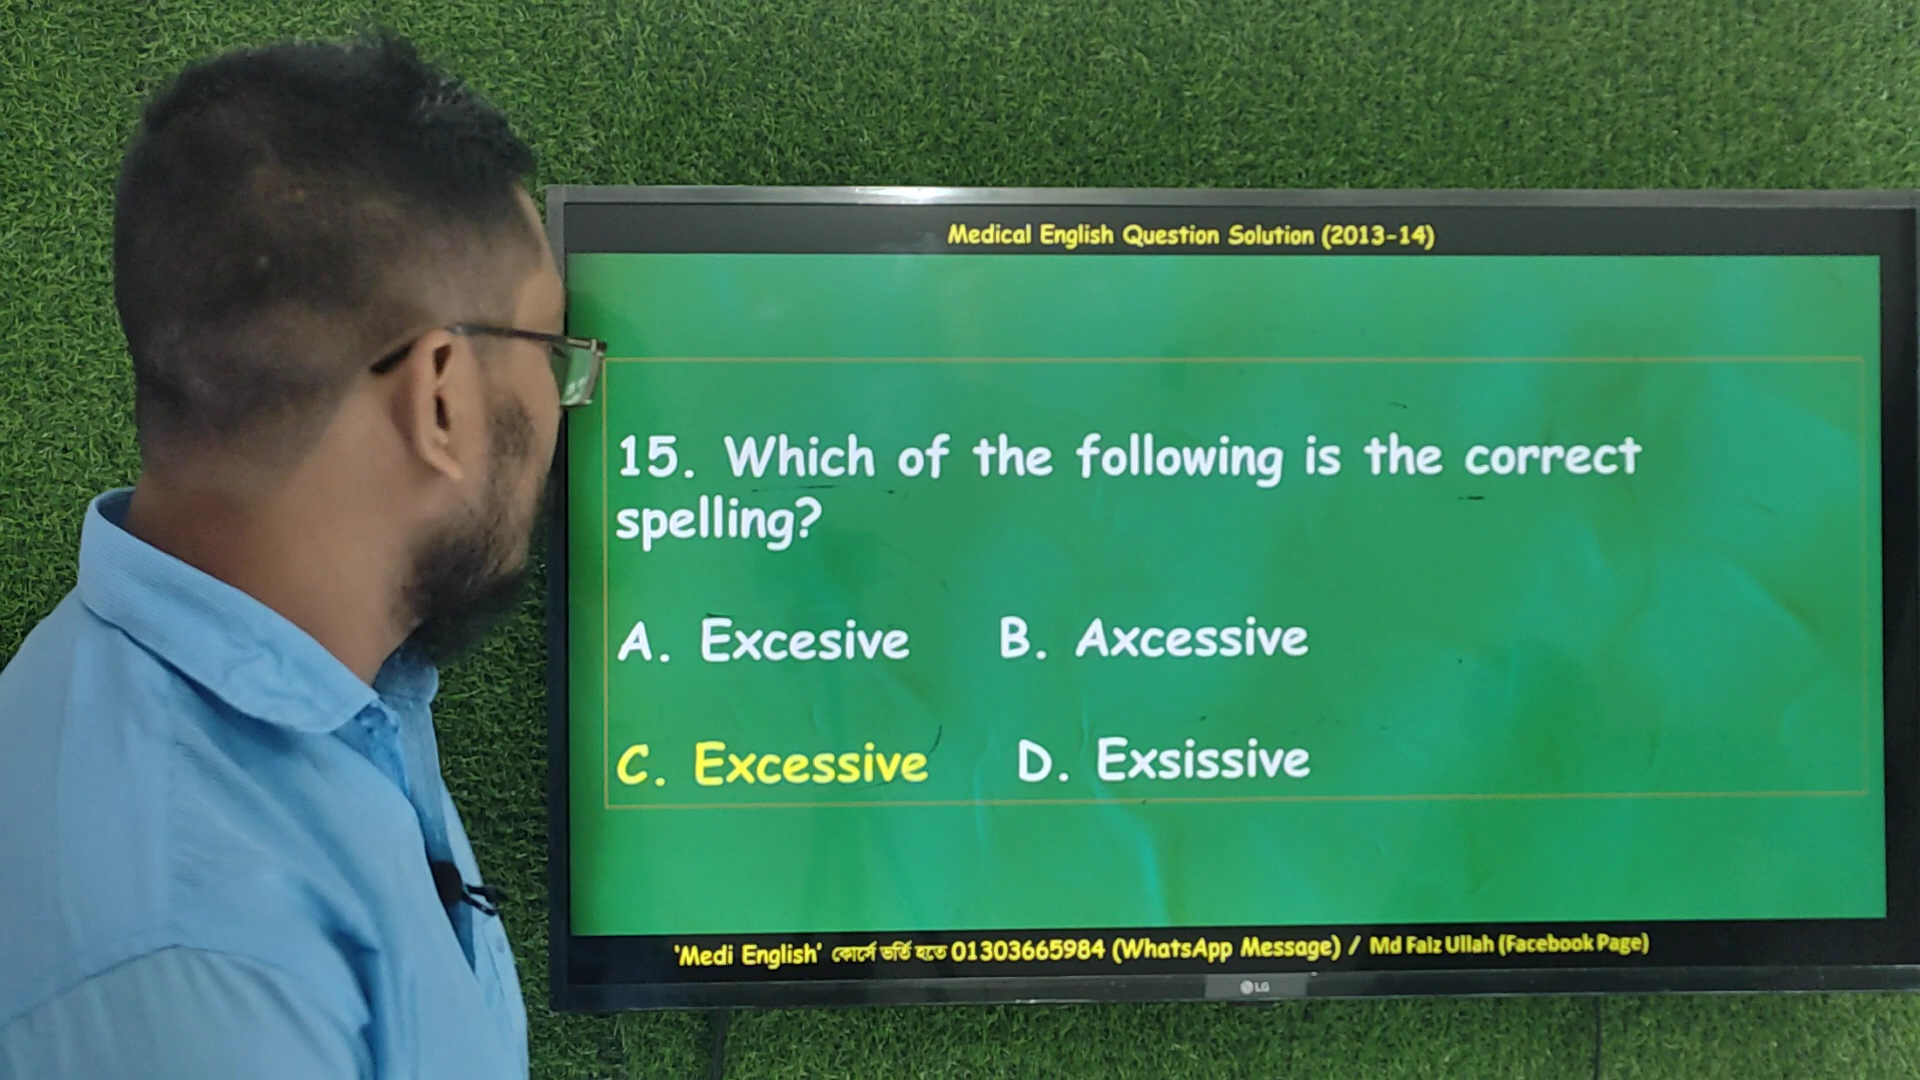 Medical English Question Solution (2013-14)
15. Which of the following is the correct
spelling?
A. Excesive B. Axcessive
C. Excessive D. Exsissive
'Medi English' কোর্সে ভর্তি হতে 01303665984 (WhatsApp Message) / Md Faiz Ullah (Facebook Page)
LG